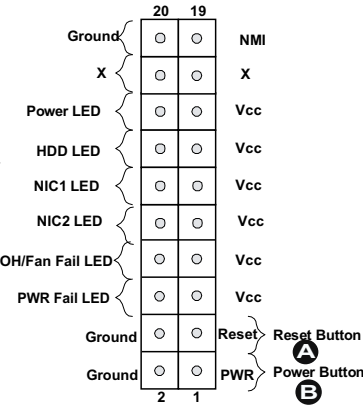 20 19
Ground NMI
X X
Power LED Vcc
HDD LED Vcc
NIC1 LED Vcc
NIC2 LED Vcc
OH/Fan Fail LED Vcc
PWR Fail LED Vcc
Ground Reset Reset Button
A
Ground PWR Power Button
B
2 1